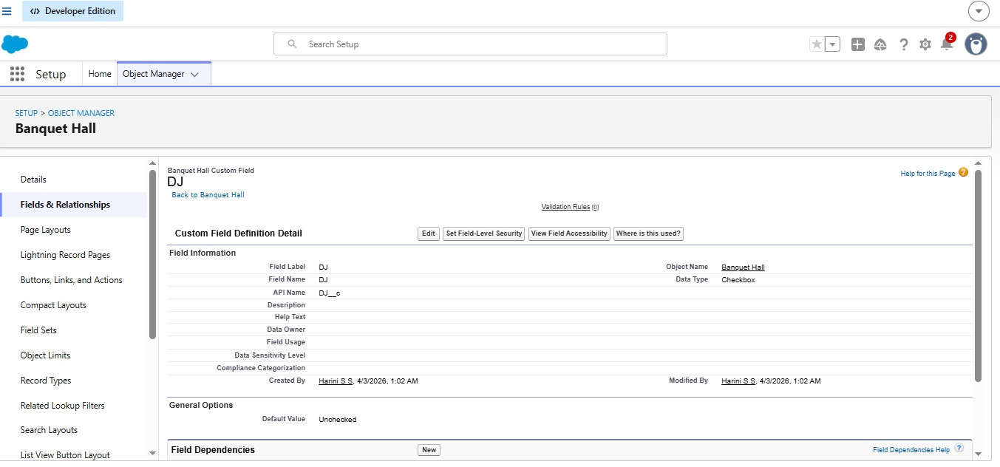 Developer Edition
Search Setup
2
Setup
Home
Object Manager
SETUP > OBJECT MANAGER
Banquet Hall
Details
Fields & Relationships
Page Layouts
Lightning Record Pages
Buttons, Links, and Actions
Compact Layouts
Field Sets
Object Limits
Record Types
Related Lookup Filters
Search Layouts
List View Button Layout
Banquet Hall Custom Field
DJ
Back to Banquet Hall
Help for this Page ?
Validation Rules [0]
Custom Field Definition Detail
Edit
Set Field-Level Security
View Field Accessibility
Where is this used?
Field Information
Field Label DJ
Object Name Banquet Hall
Field Name DJ
Data Type Checkbox
API Name DJ__c
Description
Help Text
Data Owner
Field Usage
Data Sensitivity Level
Compliance Categorization
Created By Harini S S, 4/3/2026, 1:02 AM
Modified By Harini S S, 4/3/2026, 1:02 AM
General Options
Default Value Unchecked
Field Dependencies
New
Field Dependencies Help ?